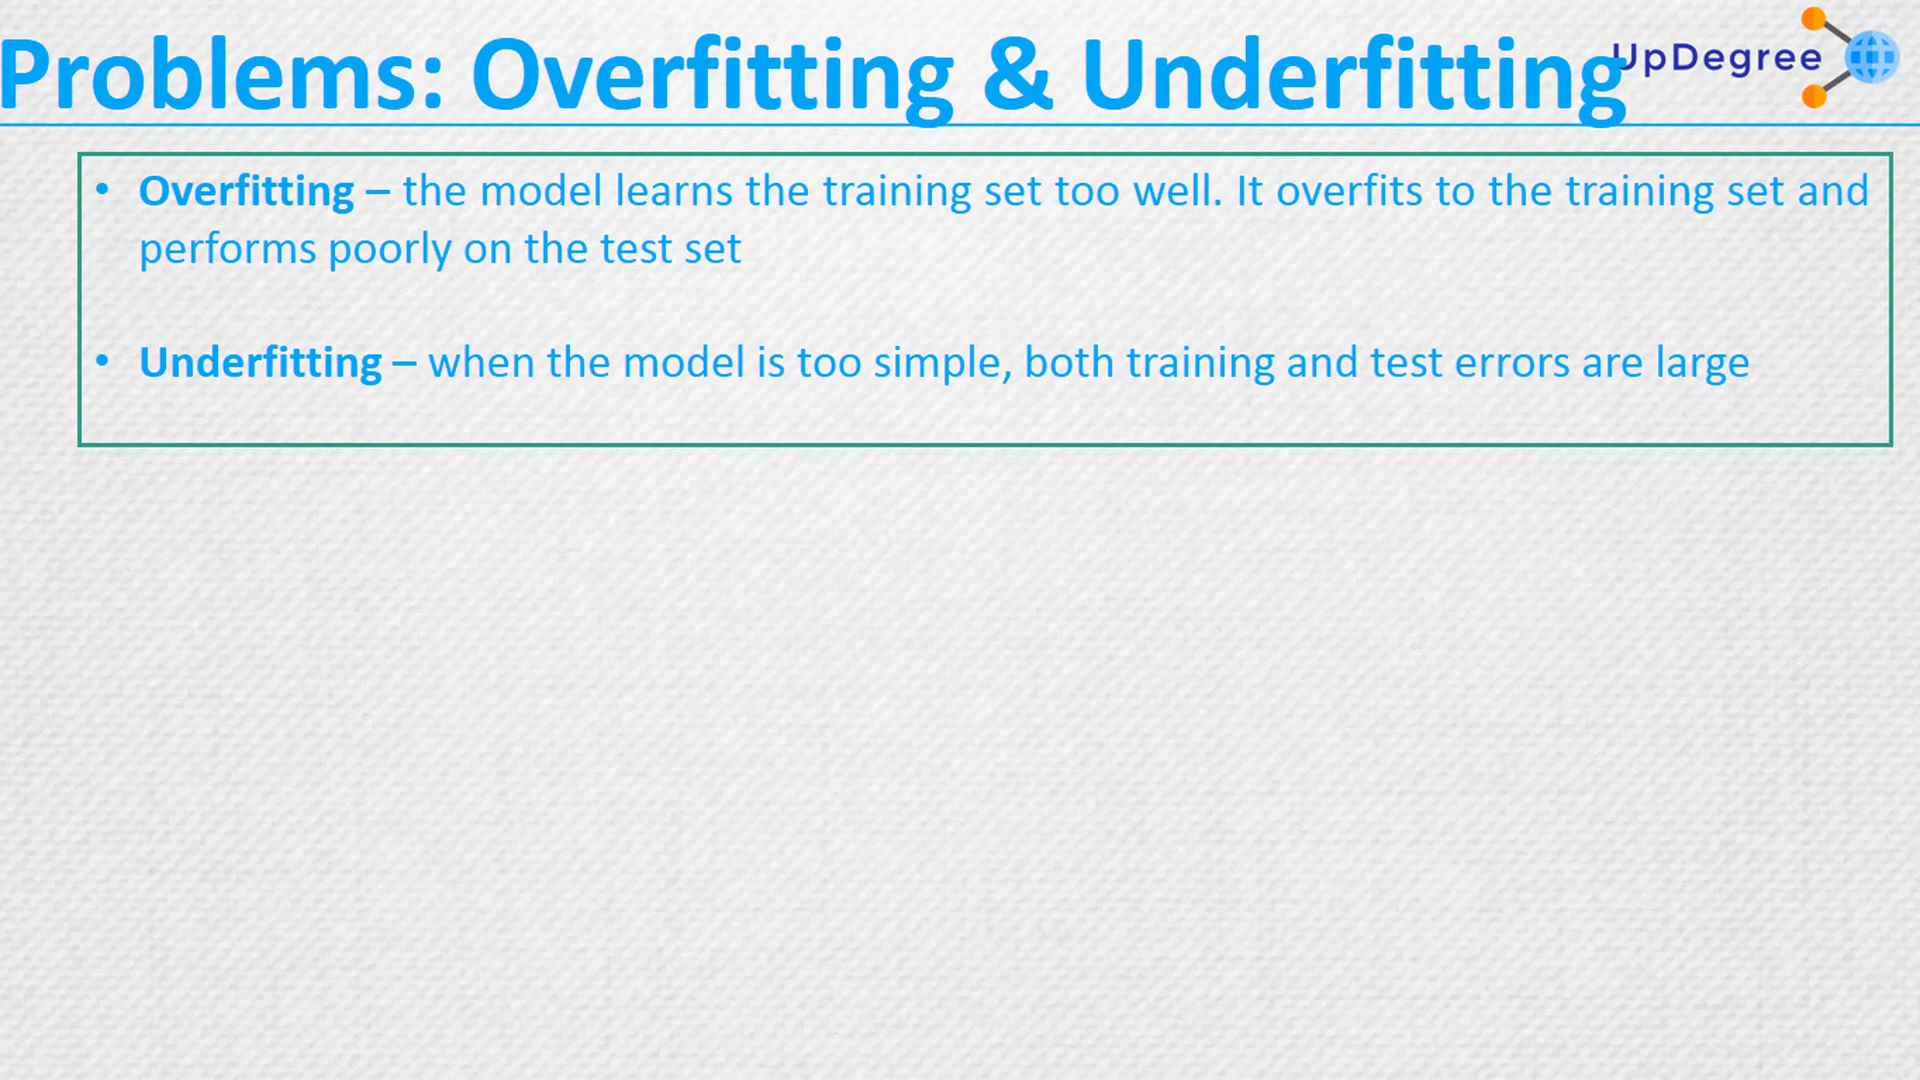 Problems: Overfitting & Underfitting
UpDegree
• Overfitting – the model learns the training set too well. It overfits to the training set and
performs poorly on the test set
• Underfitting – when the model is too simple, both training and test errors are large